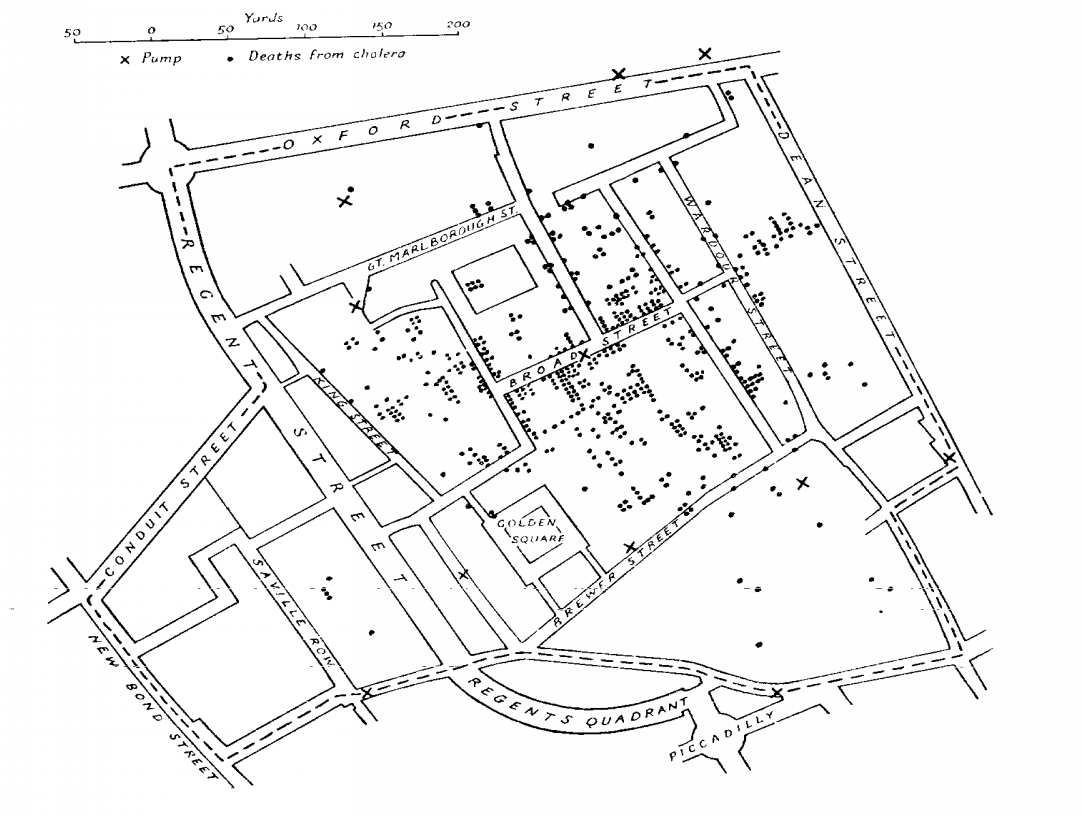 Yards
50 0 50 100 150 200
× Pump • Deaths from cholera
OXFORD STREET
DEAN STREET
WARDOUR STREET
GT. MARLBOROUGH ST.
REGENT STREET
BROAD STREET
KING STREET
CONDUIT STREET
GOLDEN
SQUARE
BREWER STREET
SAVILLE ROW
NEW BOND STREET
REGENTS QUADRANT
PICCADILLY